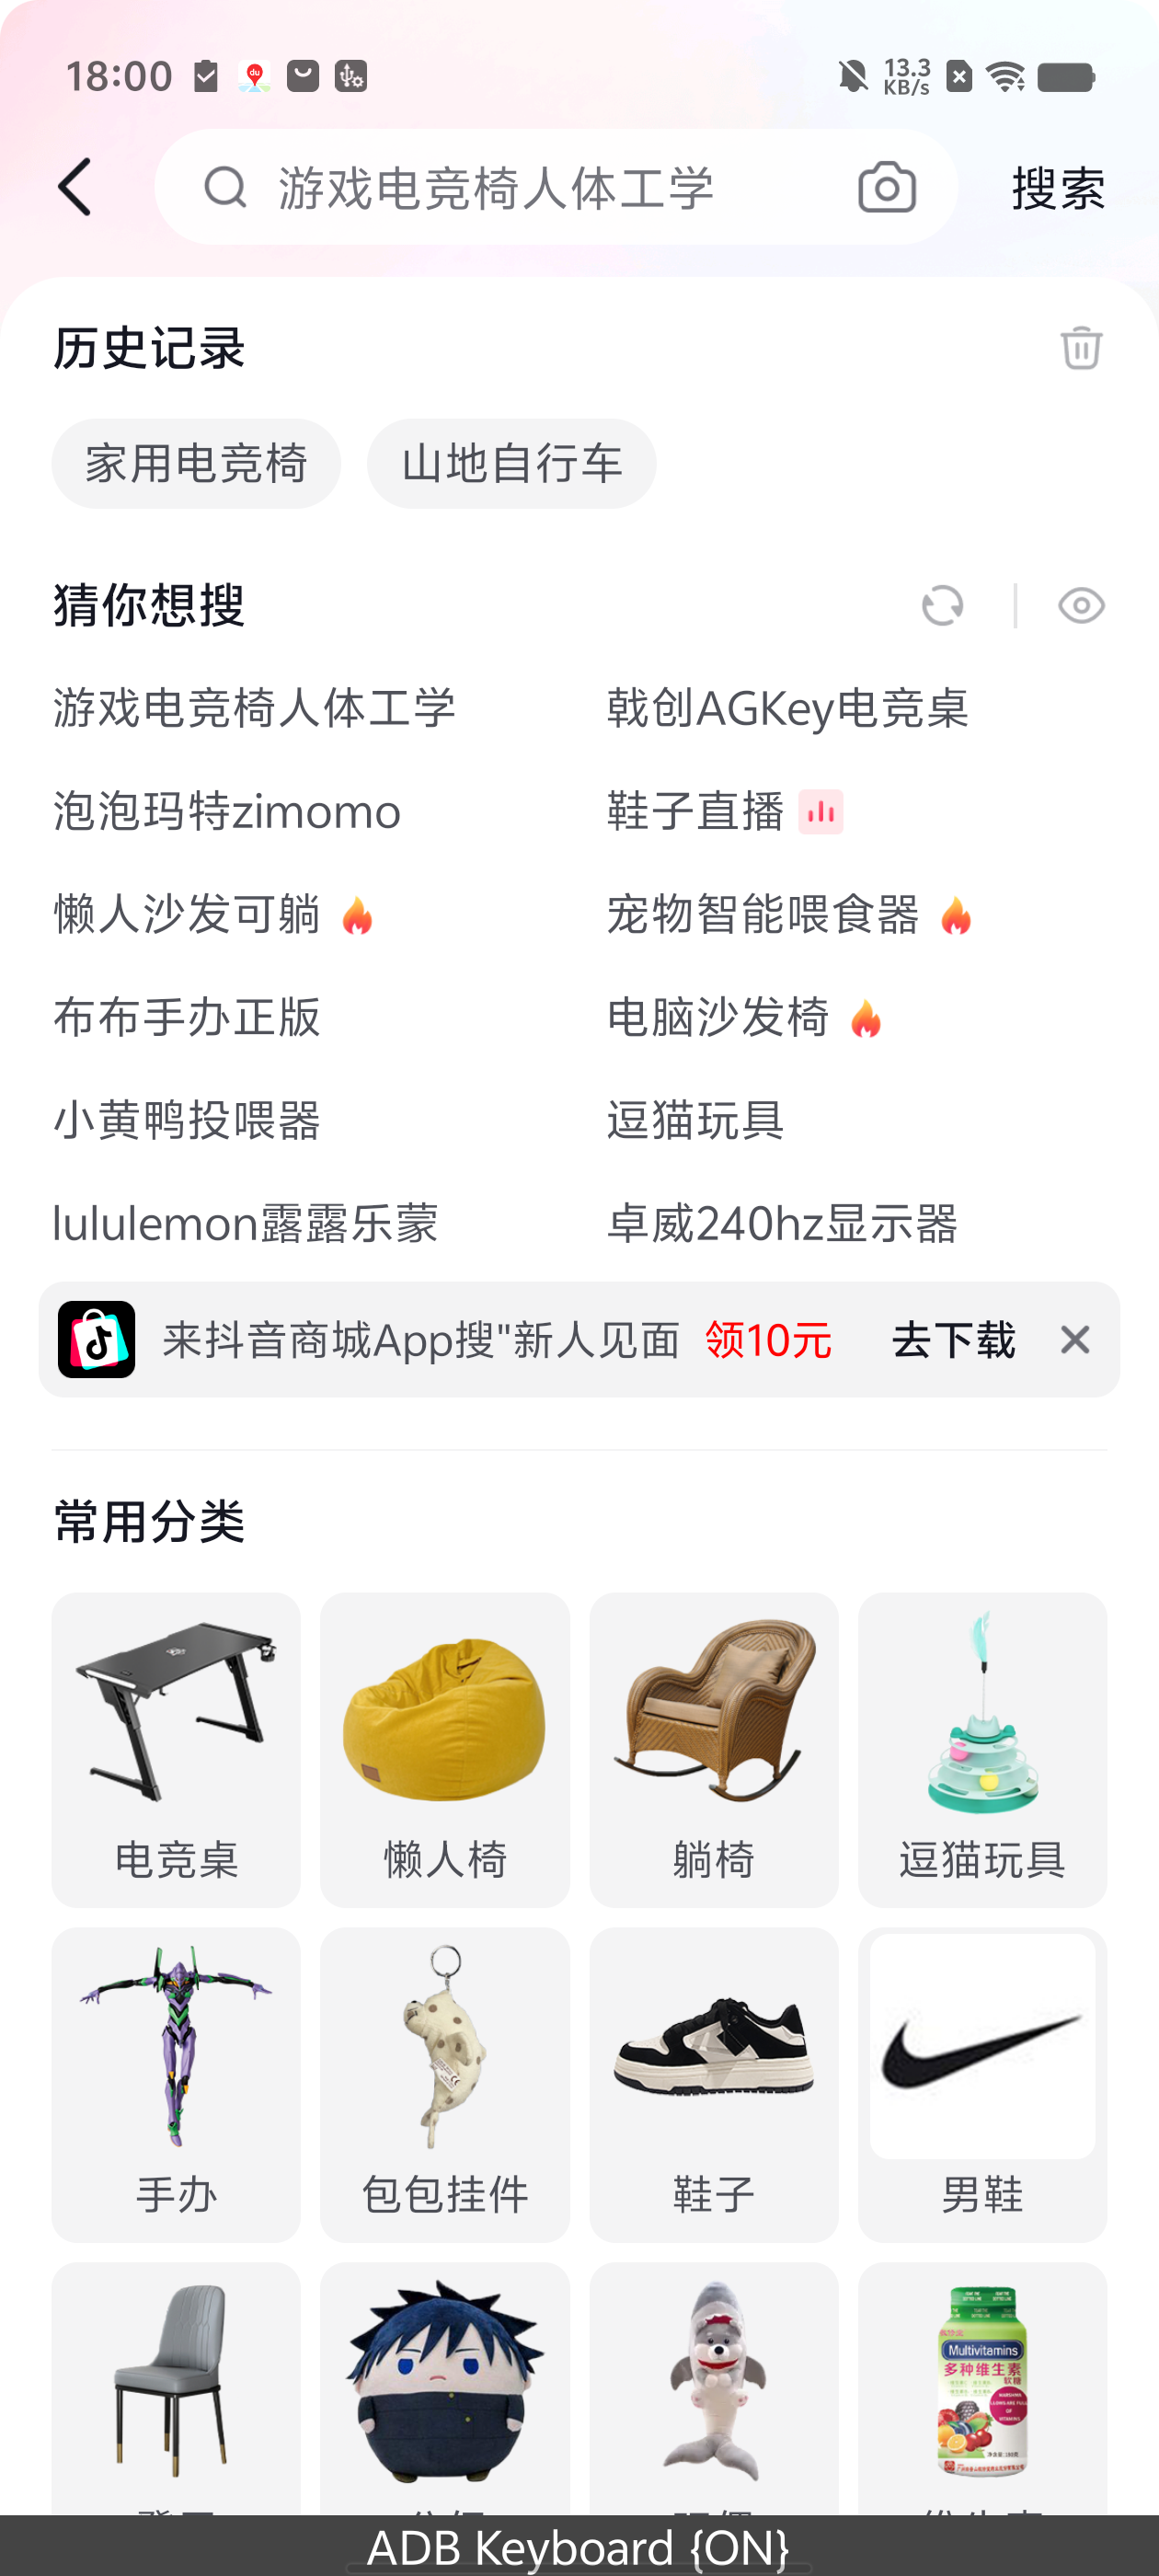 18:00
13.3 KB/s
游戏电竞椅人体工学
搜索
历史记录
家用电竞椅
山地自行车
猜你想搜
游戏电竞椅人体工学
戟创AGKey电竞桌
泡泡玛特zimomo
鞋子直播
懒人沙发可躺
宠物智能喂食器
布布手办正版
电脑沙发椅
小黄鸭投喂器
逗猫玩具
lululemon露露乐蒙
卓威240hz显示器
来抖音商城App搜"新人见面 领10元 去下载
常用分类
电竞桌
懒人椅
躺椅
逗猫玩具
手办
包包挂件
鞋子
男鞋
Multivitamins
多种维生素
软糖
ADB Keyboard {ON}